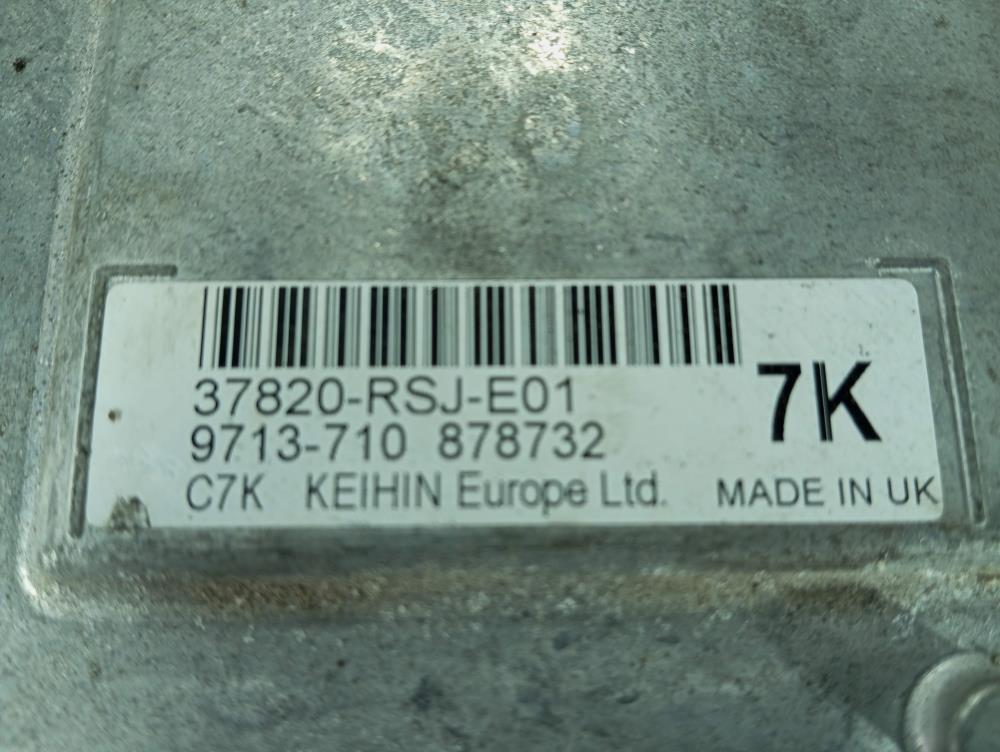 37820-RSJ-E01
7K
9713-710 878732
C7K KEIHIN Europe Ltd. MADE IN UK